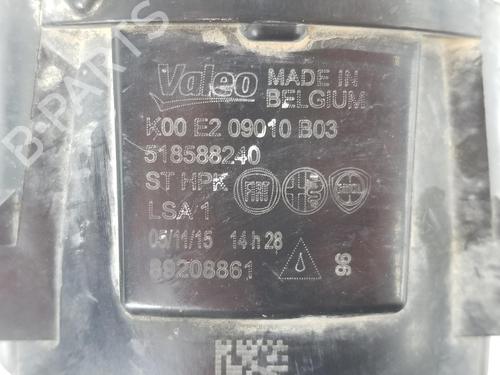 B-PARTS
Valeo
MADE IN
BELGIUM
K00 E2 09010 B03
518588240
ST HPK
FIAT
LSA 1
05/11/15 14 h 28
89208861
96